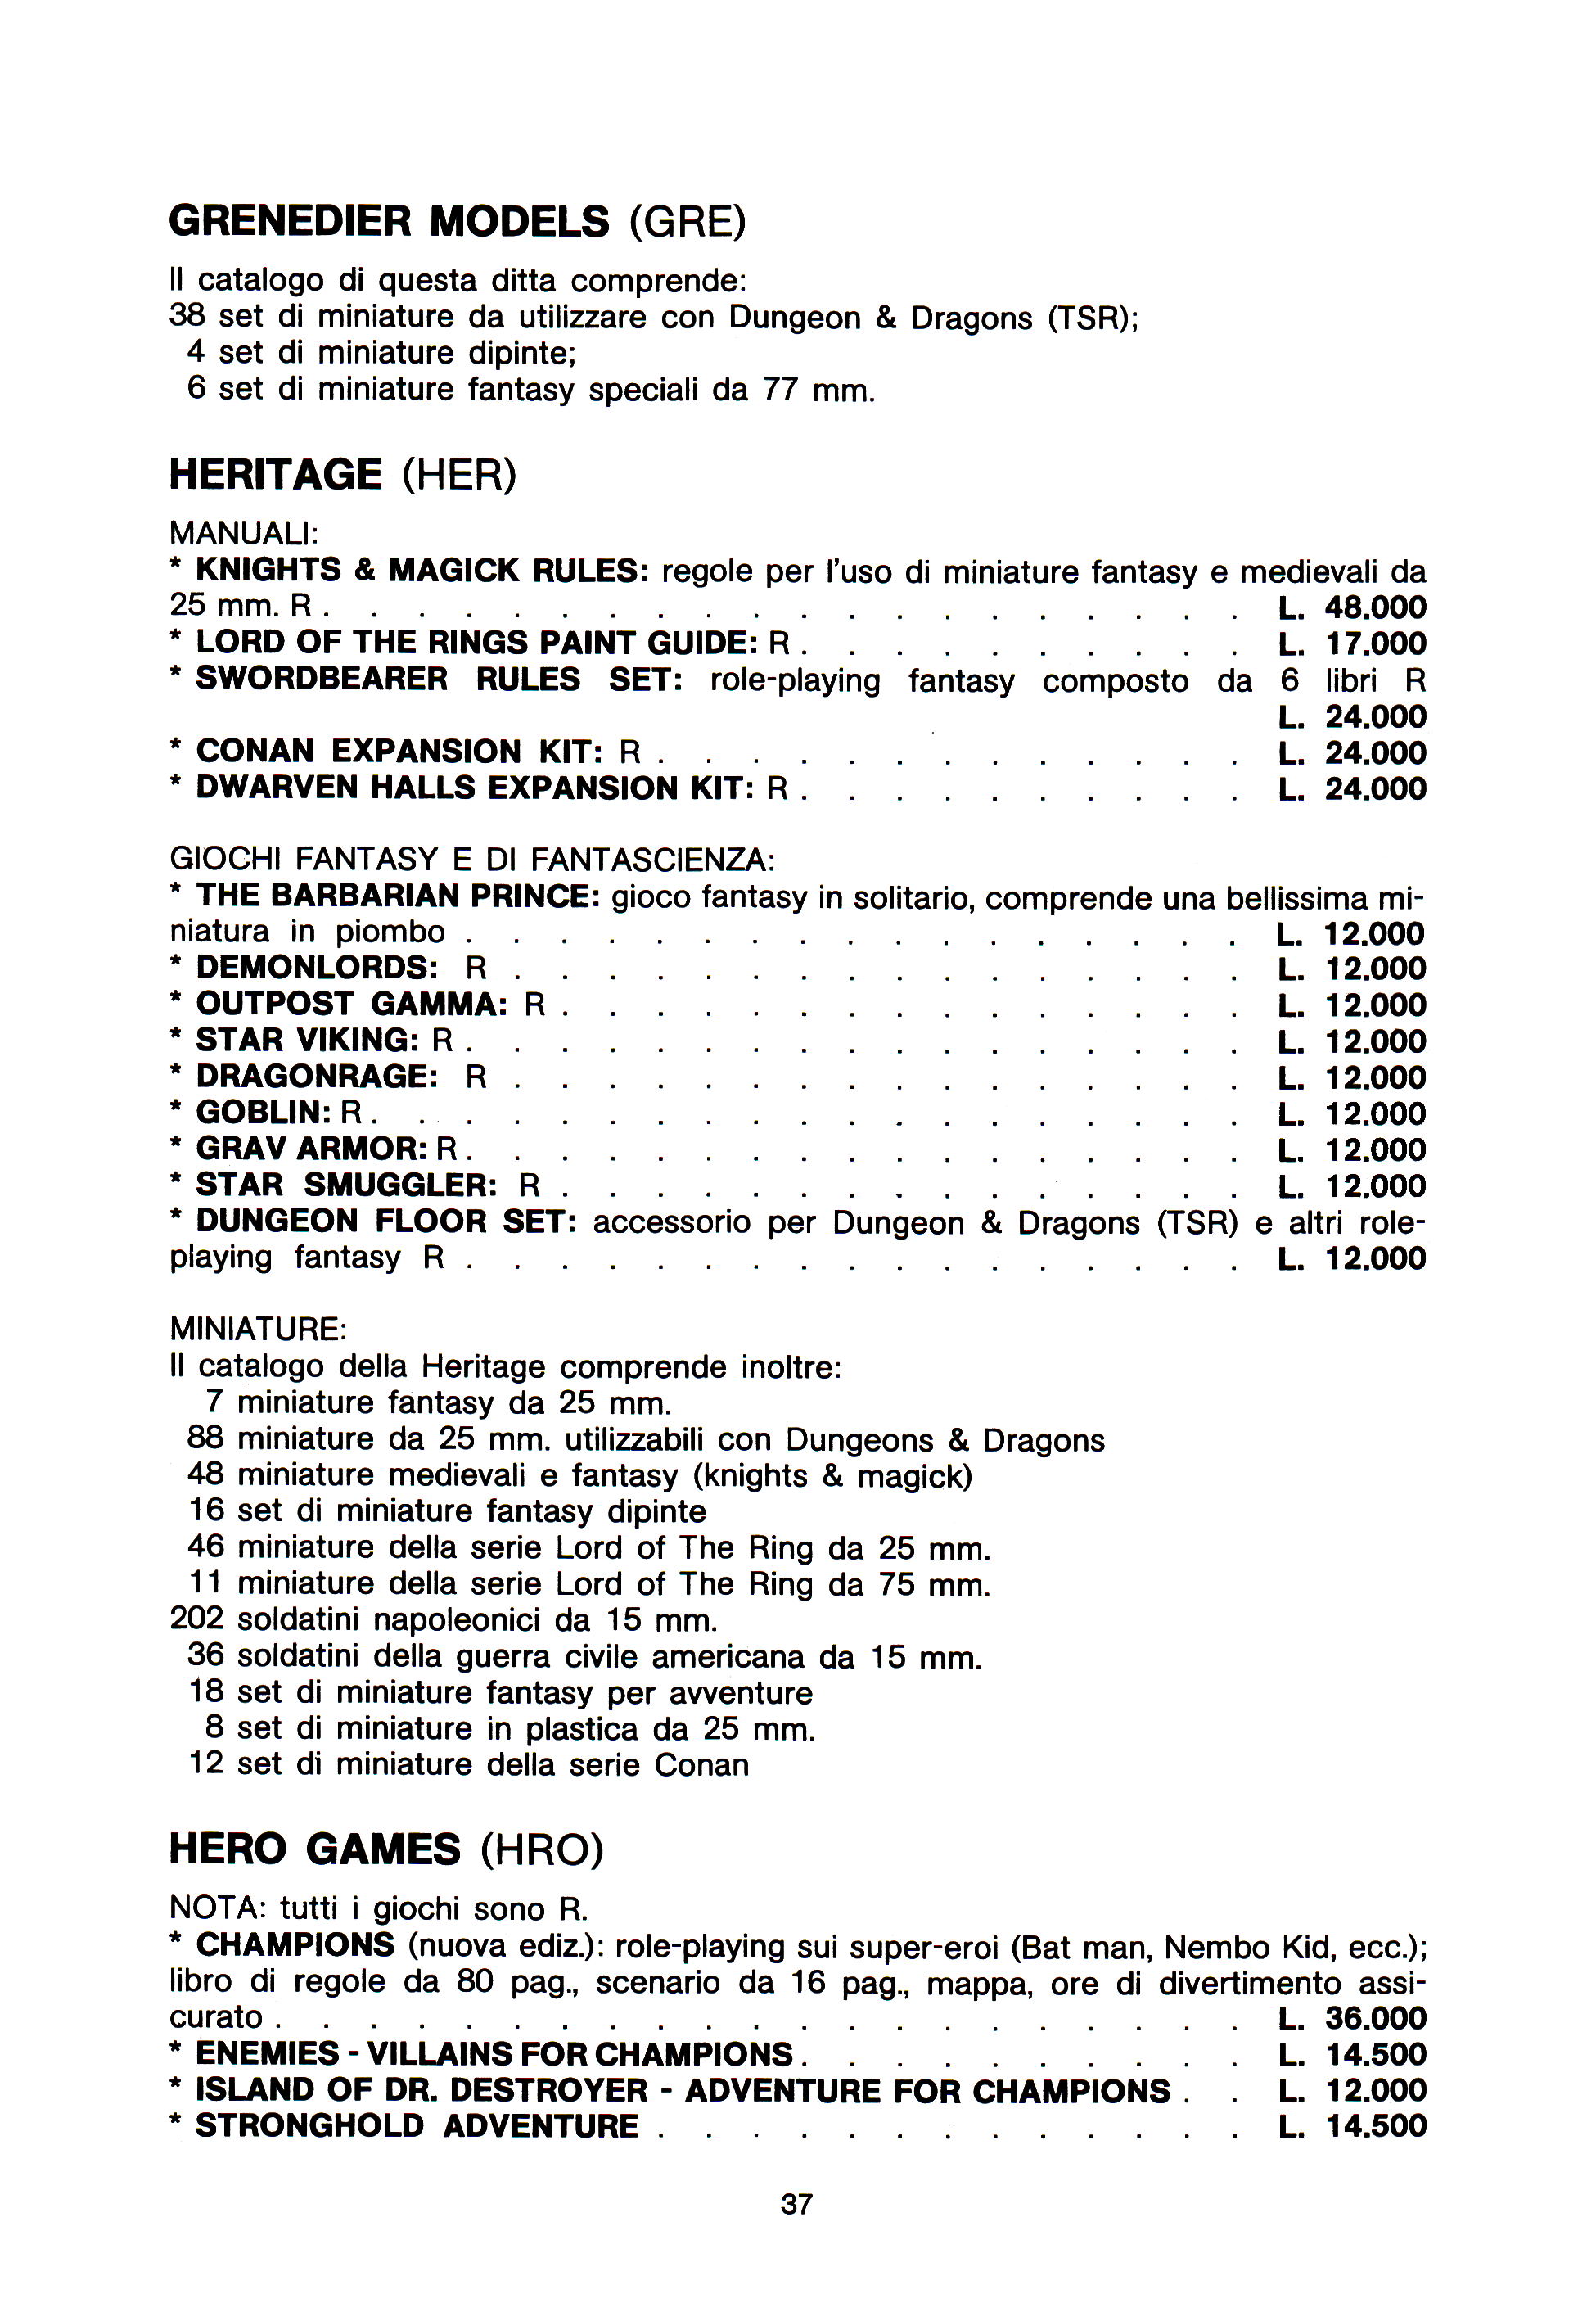 GRENEDIER MODELS (GRE)
Il catalogo di questa ditta comprende:
38 set di miniature da utilizzare con Dungeon & Dragons (TSR);
4 set di miniature dipinte;
6 set di miniature fantasy speciali da 77 mm.
HERITAGE (HER)
MANUALI:
* KNIGHTS & MAGICK RULES: regole per l'uso di miniature fantasy e medievali da
25 mm. R . . . . . . . . . . . . . . . . . . . . L. 48.000
* LORD OF THE RINGS PAINT GUIDE: R . . . . . . . . . . L. 17.000
* SWORDBEARER RULES SET: role-playing fantasy composto da 6 libri R
L. 24.000
* CONAN EXPANSION KIT: R . . . . . . . . . . . . . L. 24.000
* DWARVEN HALLS EXPANSION KIT: R . . . . . . . . . . L. 24.000
GIOCHI FANTASY E DI FANTASCIENZA:
* THE BARBARIAN PRINCE: gioco fantasy in solitario, comprende una bellissima mi-
niatura in piombo . . . . . . . . . . . . . . . . . L. 12.000
* DEMONLORDS: R . . . . . . . . . . . . . . . . L. 12.000
* OUTPOST GAMMA: R . . . . . . . . . . . . . . . L. 12.000
* STAR VIKING: R . . . . . . . . . . . . . . . . . L. 12.000
* DRAGONRAGE: R . . . . . . . . . . . . . . . . L. 12.000
* GOBLIN: R . . . . . . . . . . . . . . . . . . . L. 12.000
* GRAV ARMOR: R . . . . . . . . . . . . . . . . . L. 12.000
* STAR SMUGGLER: R . . . . . . . . . . . . . . . L. 12.000
* DUNGEON FLOOR SET: accessorio per Dungeon & Dragons (TSR) e altri role-
playing fantasy R . . . . . . . . . . . . . . . . . L. 12.000
MINIATURE:
Il catalogo della Heritage comprende inoltre:
7 miniature fantasy da 25 mm.
88 miniature da 25 mm. utilizzabili con Dungeons & Dragons
48 miniature medievali e fantasy (knights & magick)
16 set di miniature fantasy dipinte
46 miniature della serie Lord of The Ring da 25 mm.
11 miniature della serie Lord of The Ring da 75 mm.
202 soldatini napoleonici da 15 mm.
36 soldatini della guerra civile americana da 15 mm.
18 set di miniature fantasy per avventure
8 set di miniature in plastica da 25 mm.
12 set di miniature della serie Conan
HERO GAMES (HRO)
NOTA: tutti i giochi sono R.
* CHAMPIONS (nuova ediz.): role-playing sui super-eroi (Bat man, Nembo Kid, ecc.);
libro di regole da 80 pag., scenario da 16 pag., mappa, ore di divertimento assi-
curato . . . . . . . . . . . . . . . . . . . . . L. 36.000
* ENEMIES - VILLAINS FOR CHAMPIONS . . . . . . . . . . L. 14.500
* ISLAND OF DR. DESTROYER - ADVENTURE FOR CHAMPIONS . . L. 12.000
* STRONGHOLD ADVENTURE . . . . . . . . . . . . . L. 14.500
37